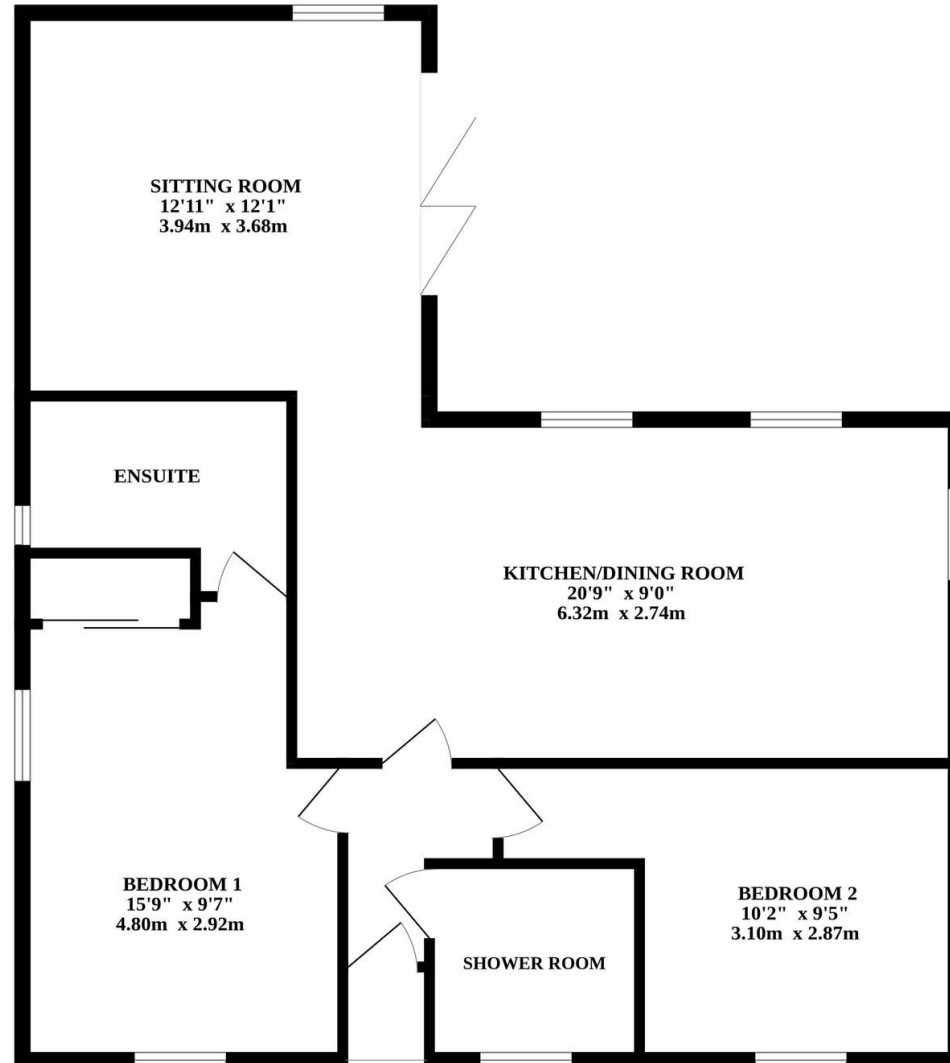 SITTING ROOM
12'11" x 12'1"
3.94m x 3.68m
ENSUITE
KITCHEN/DINING ROOM
20'9" x 9'0"
6.32m x 2.74m
BEDROOM 1
15'9" x 9'7"
4.80m x 2.92m
BEDROOM 2
10'2" x 9'5"
3.10m x 2.87m
SHOWER ROOM